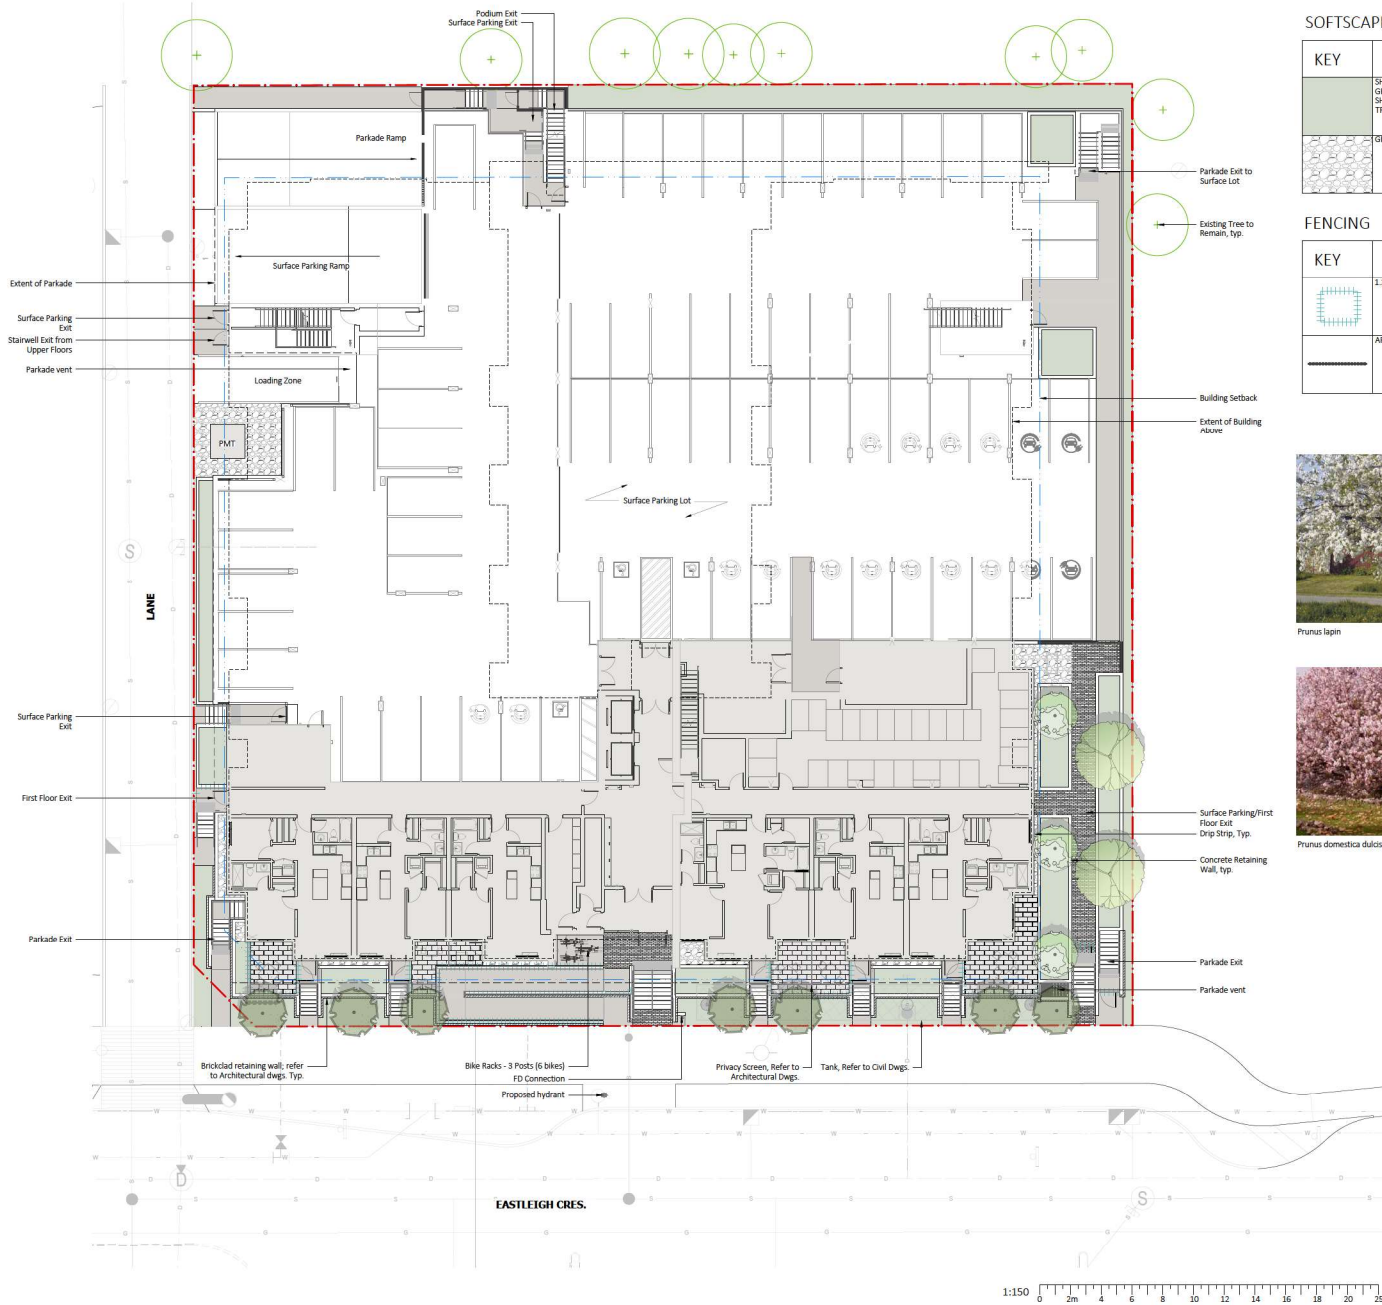 Podium Exit
Surface Parking Exit
SOFTSCAPE
KEY
Parkade Ramp
Parkade Exit to
Surface Lot
Existing Tree to
Remain, typ.
FENCING
KEY
1.
Surface Parking Ramp
Extent of Parkade
Surface Parking
Exit
Stairwell Exit from
Upper Floors
Parkade vent
Loading Zone
Building Setback
Extent of Building
Above
PMT
Surface Parking Lot
S
LANE
Prunus lapin
Surface Parking
Exit
First Floor Exit
Surface Parking/First
Floor Exit
Drip Strip, Typ.
Prunus domestica dulcis
Concrete Retaining
Wall, typ.
Parkade Exit
Parkade Exit
Parkade vent
Brickclad retaining wall; refer
to Architectural dwgs. Typ.
Bike Racks - 3 Posts (6 bikes)
FD Connection
Proposed hydrant
Privacy Screen, Refer to
Architectural Dwgs.
Tank, Refer to Civil Dwgs.
D
EASTLEIGH CRES.
S
1:150
0 2m 4 6 8 10 12 14 16 18 20 25